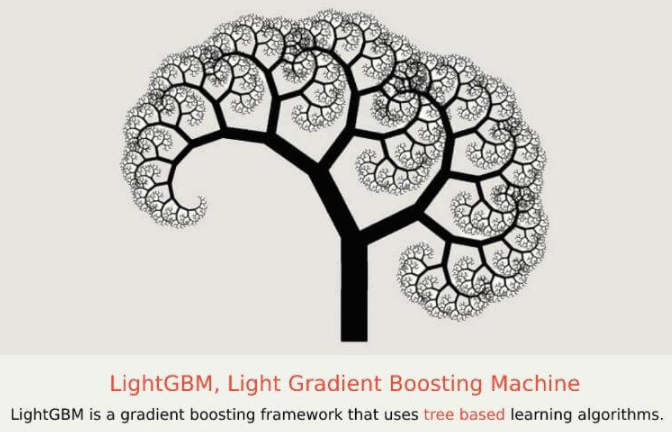 LightGBM, Light Gradient Boosting Machine
LightGBM is a gradient boosting framework that uses tree based learning algorithms.